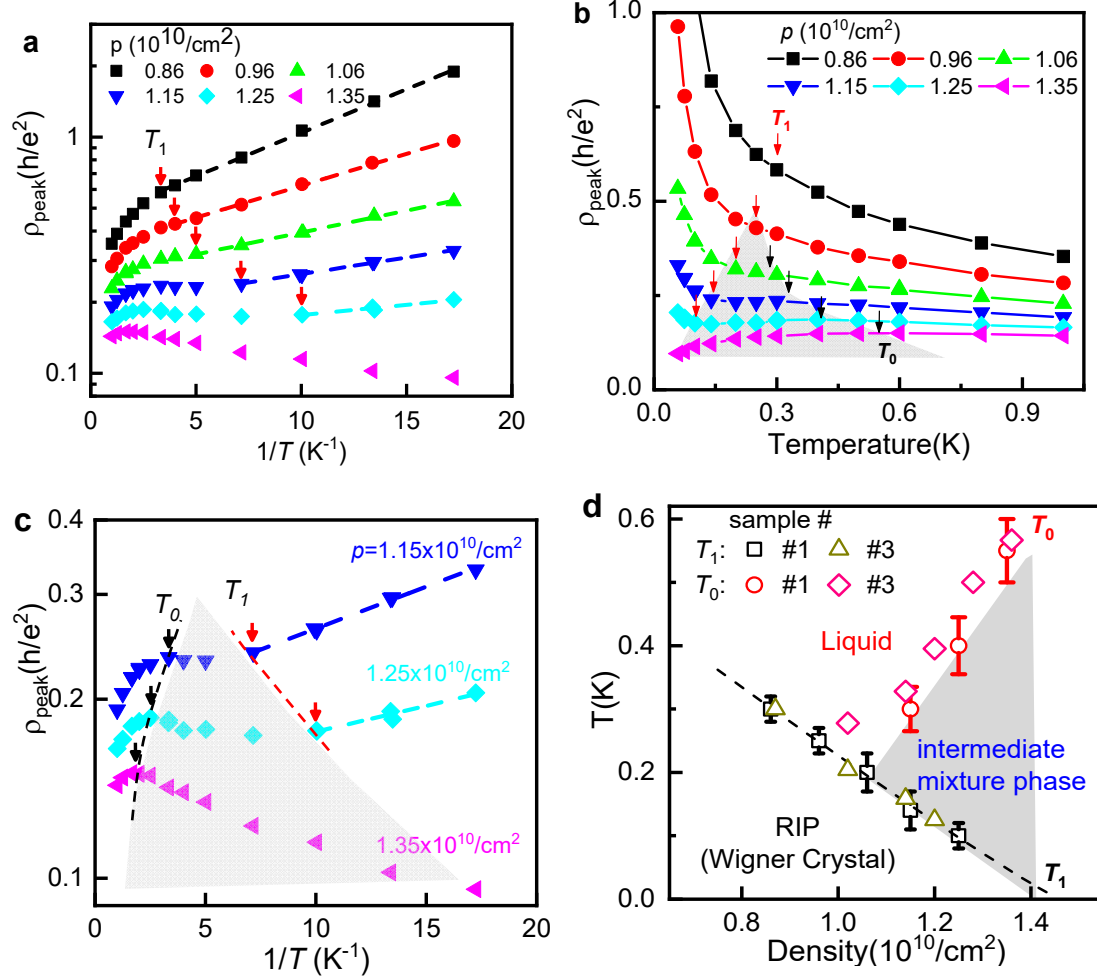 a
p (10^10/cm^2)
0.86 0.96 1.06
1.15 1.25 1.35
T1
1
0.1
ρpeak(h/e^2)
0 5 10 15 20
1/T (K^-1)
b
p (10^10/cm^2)
0.86 0.96 1.06
1.15 1.25 1.35
T1
T0
1.0
0.5
0.0
ρpeak(h/e^2)
0.0 0.3 0.6 0.9
Temperature(K)
c
p=1.15x10^10/cm^2
T0
T1
1.25x10^10/cm^2
1.35x10^10/cm^2
0.4
0.3
0.2
0.1
ρpeak(h/e^2)
0 5 10 15 20
1/T (K^-1)
d
sample #
T1: #1 #3
T0: #1 #3
T0
Liquid
intermediate
mixture phase
RIP
(Wigner Crystal)
T1
0.6
0.4
0.2
0.0
T(K)
0.8 1.0 1.2 1.4
Density(10^10/cm^2)